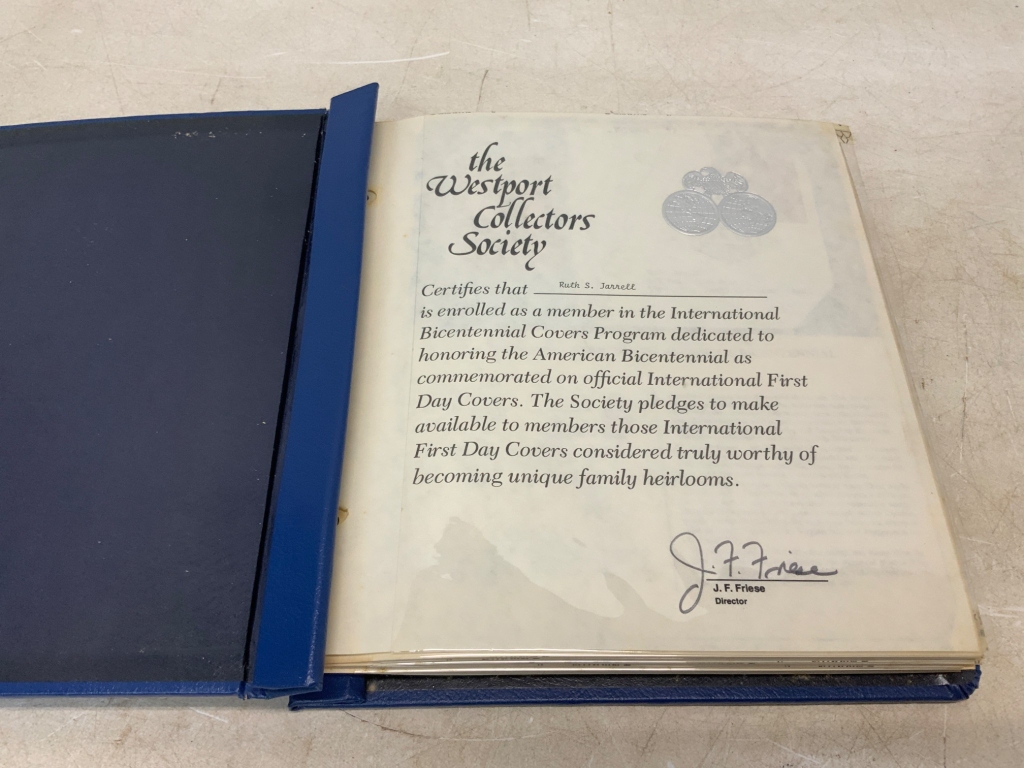 the
Westport
Collectors
Society
Certifies that Ruth S. Jarrell
is enrolled as a member in the International
Bicentennial Covers Program dedicated to
honoring the American Bicentennial as
commemorated on official International First
Day Covers. The Society pledges to make
available to members those International
First Day Covers considered truly worthy of
becoming unique family heirlooms.
J. F. Friese
J. F. Friese
Director